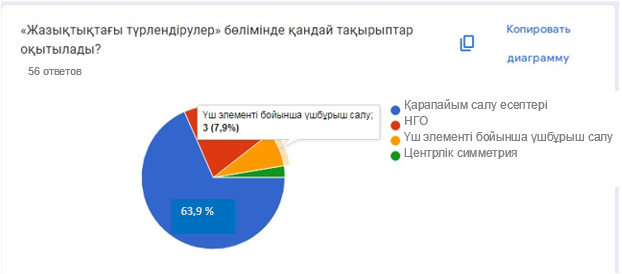 «Жазықтықтағы түрлендірулер» бөлімінде қандай тақырыптар
оқытылады?
56 ответов
Копировать
диаграмму
Үш элементі бойынша үшбұрыш салу;
3 (7,9%)
63,9 %
Қарапайым салу есептері
НГО
Үш элементі бойынша үшбұрыш салу
Центрлік симметрия